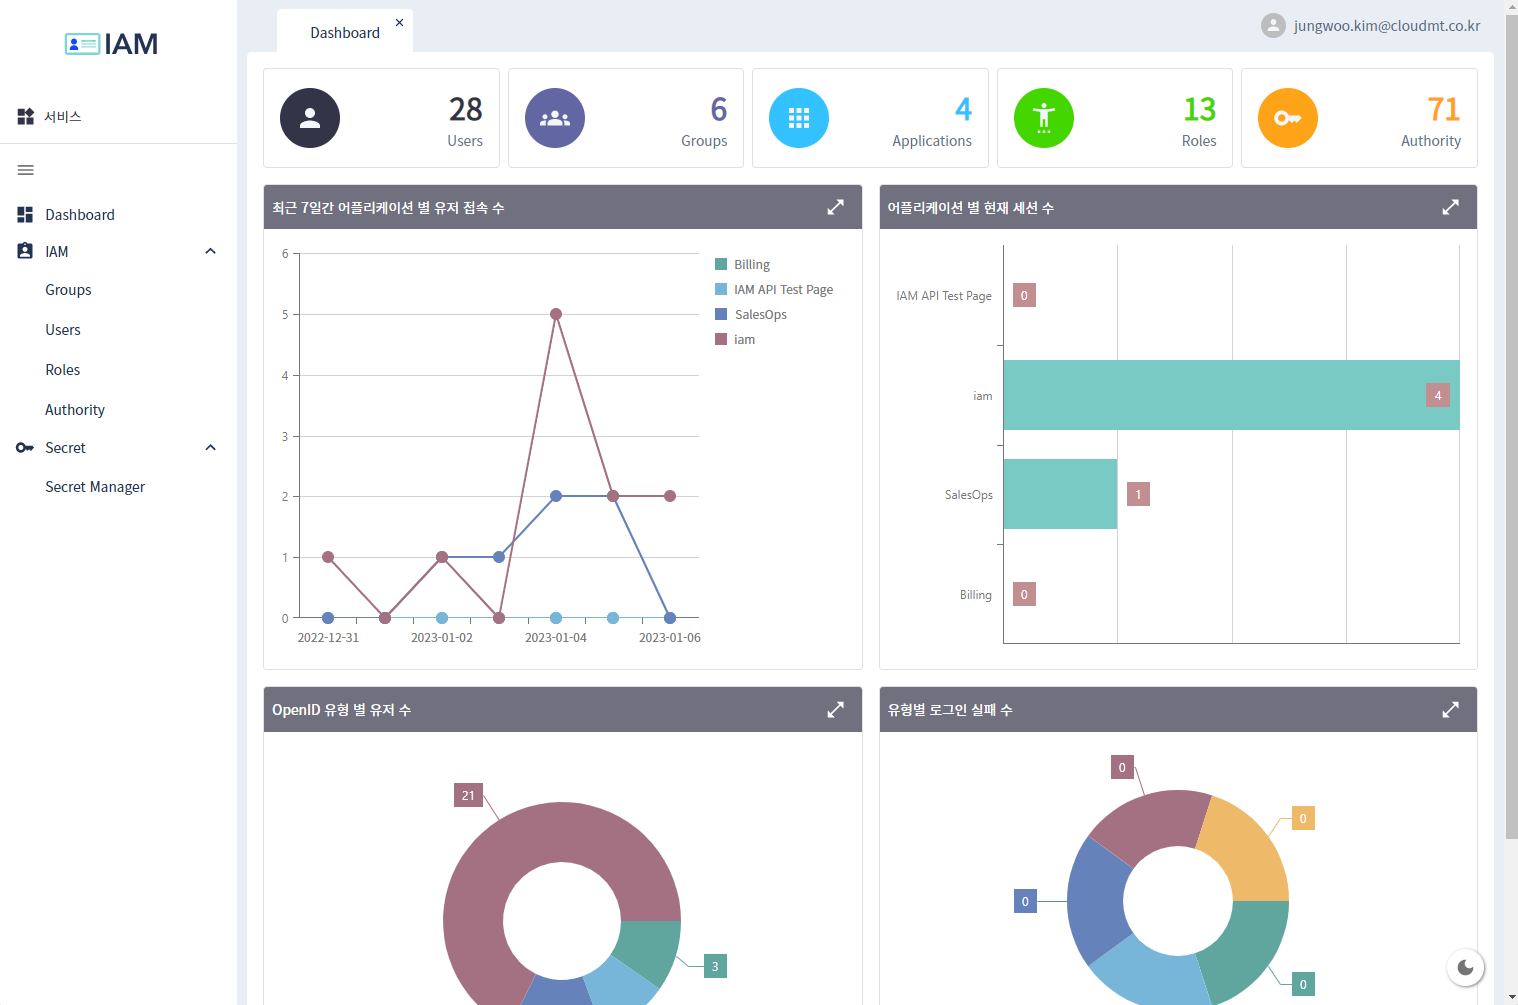 IAM
서비스
Dashboard
IAM
Groups
Users
Roles
Authority
Secret
Secret Manager
Dashboard
jungwoo.kim@cloudmt.co.kr
28
Users
6
Groups
4
Applications
13
Roles
71
Authority
최근 7일간 어플리케이션 별 유저 접속 수
6
5
4
3
2
1
0
2022-12-31
2023-01-02
2023-01-04
2023-01-06
Billing
IAM API Test Page
SalesOps
iam
어플리케이션 별 현재 세션 수
IAM API Test Page
0
iam
4
SalesOps
1
Billing
0
OpenID 유형 별 유저 수
21
3
유형별 로그인 실패 수
0
0
0
0